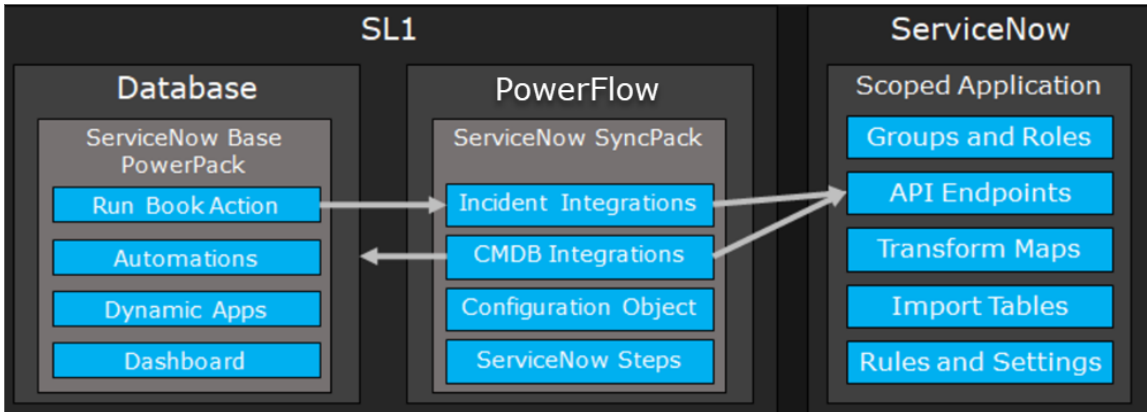 SL1
Database
ServiceNow Base
PowerPack
Run Book Action
Automations
Dynamic Apps
Dashboard
PowerFlow
ServiceNow SyncPack
Incident Integrations
CMDB Integrations
Configuration Object
ServiceNow Steps
ServiceNow
Scoped Application
Groups and Roles
API Endpoints
Transform Maps
Import Tables
Rules and Settings